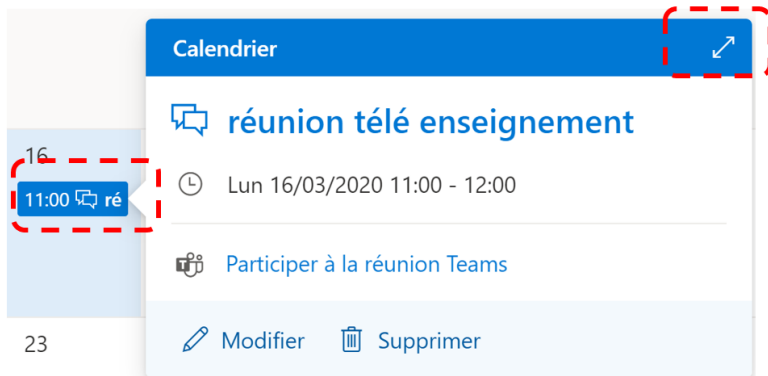 Calendrier
réunion télé enseignement
16
11:00 ré
Lun 16/03/2020 11:00 - 12:00
Participer à la réunion Teams
23
Modifier Supprimer